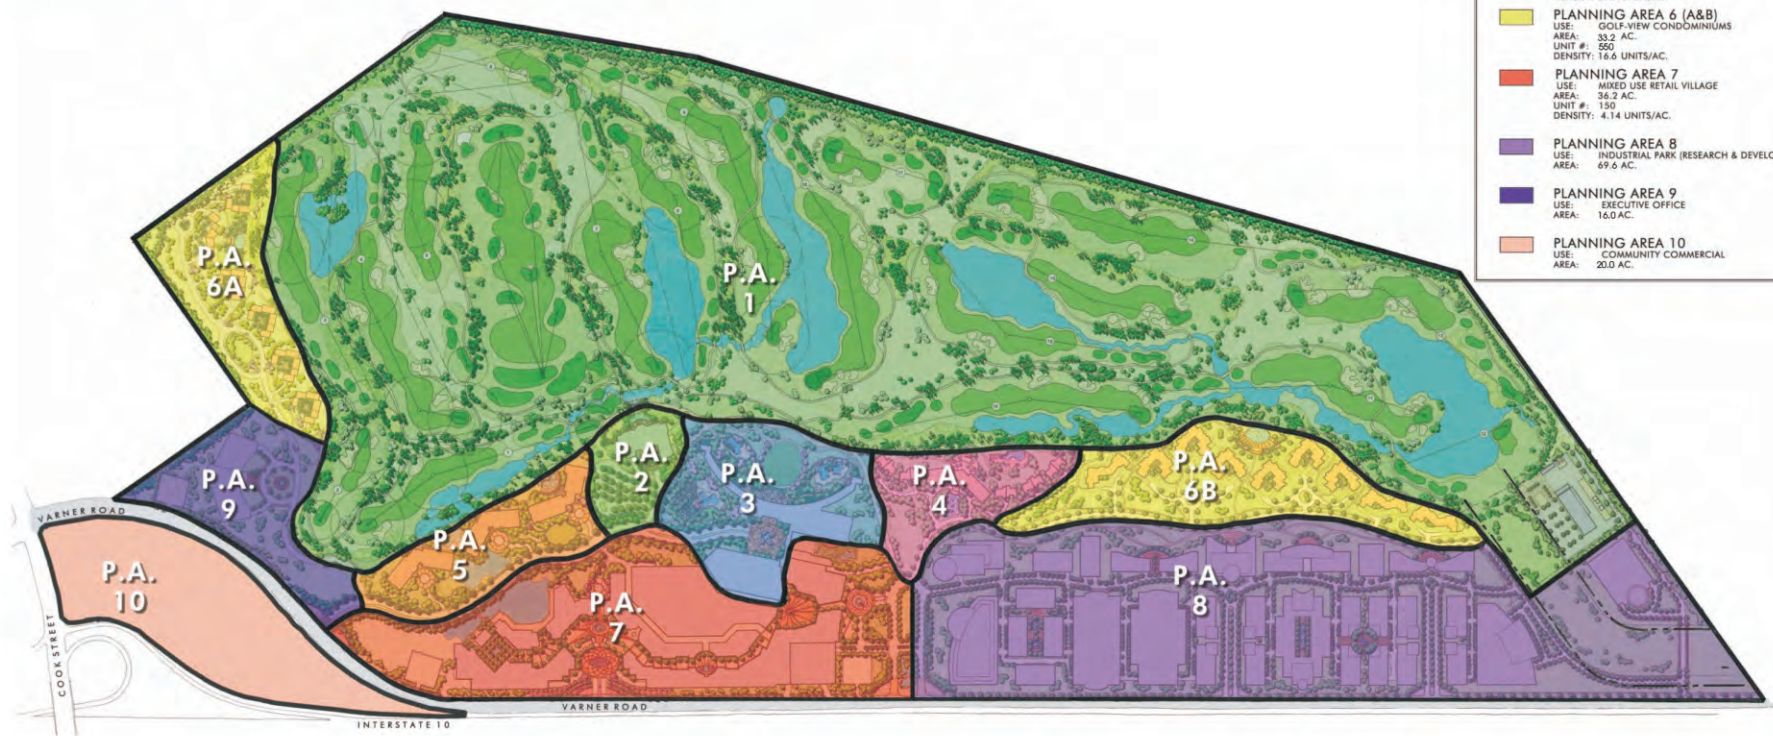 PLANNING AREA 6 (A&B)
USE: GOLF-VIEW CONDOMINIUMS
AREA: 33.2 AC.
UNIT #: 550
DENSITY: 16.6 UNITS/AC.
PLANNING AREA 7
USE: MIXED USE RETAIL VILLAGE
AREA: 36.2 AC.
UNIT #: 150
DENSITY: 4.14 UNITS/AC.
PLANNING AREA 8
USE: INDUSTRIAL PARK (RESEARCH & DEVELO
AREA: 69.6 AC.
PLANNING AREA 9
USE: EXECUTIVE OFFICE
AREA: 16.0 AC.
PLANNING AREA 10
USE: COMMUNITY COMMERCIAL
AREA: 20.0 AC.
P.A.
6A
P.A.
1
P.A.
2
P.A.
3
P.A.
4
P.A.
6B
P.A.
9
P.A.
5
P.A.
10
P.A.
7
P.A.
8
VARNER ROAD
COOK STREET
VARNER ROAD
INTERSTATE 10